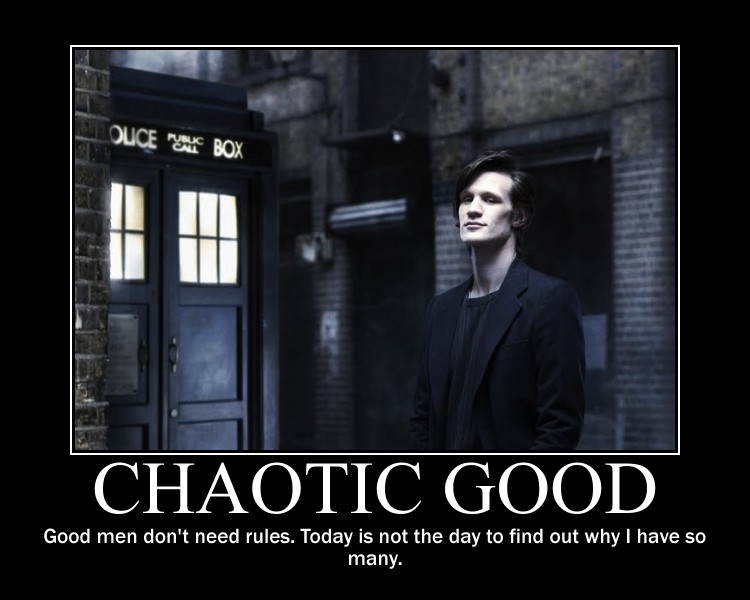 OLICE PUBLIC CALL BOX
CHAOTIC GOOD
Good men don't need rules. Today is not the day to find out why I have so
many.